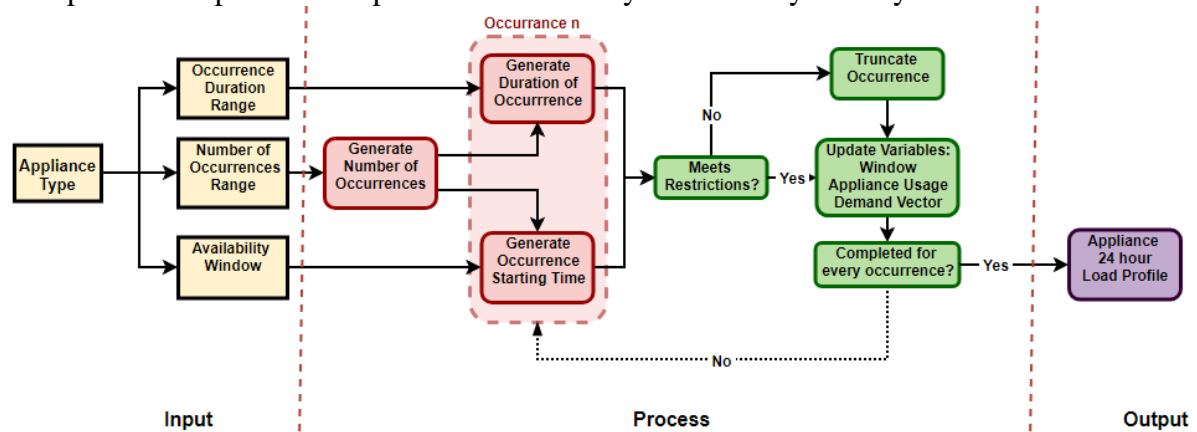 Occurrance n
Occurrence
Duration
Range
Generate
Duration of
Occurrrence
Truncate
Occurrence
No
Appliance
Type
Number of
Occurrences
Range
Generate
Number of
Occurrences
Meets
Restrictions?
Yes
Update Variables:
Window
Appliance Usage
Demand Vector
Availability
Window
Generate
Occurrence
Starting Time
Completed for
every occurrence?
Yes
Appliance
24 hour
Load Profile
No
Input
Process
Output